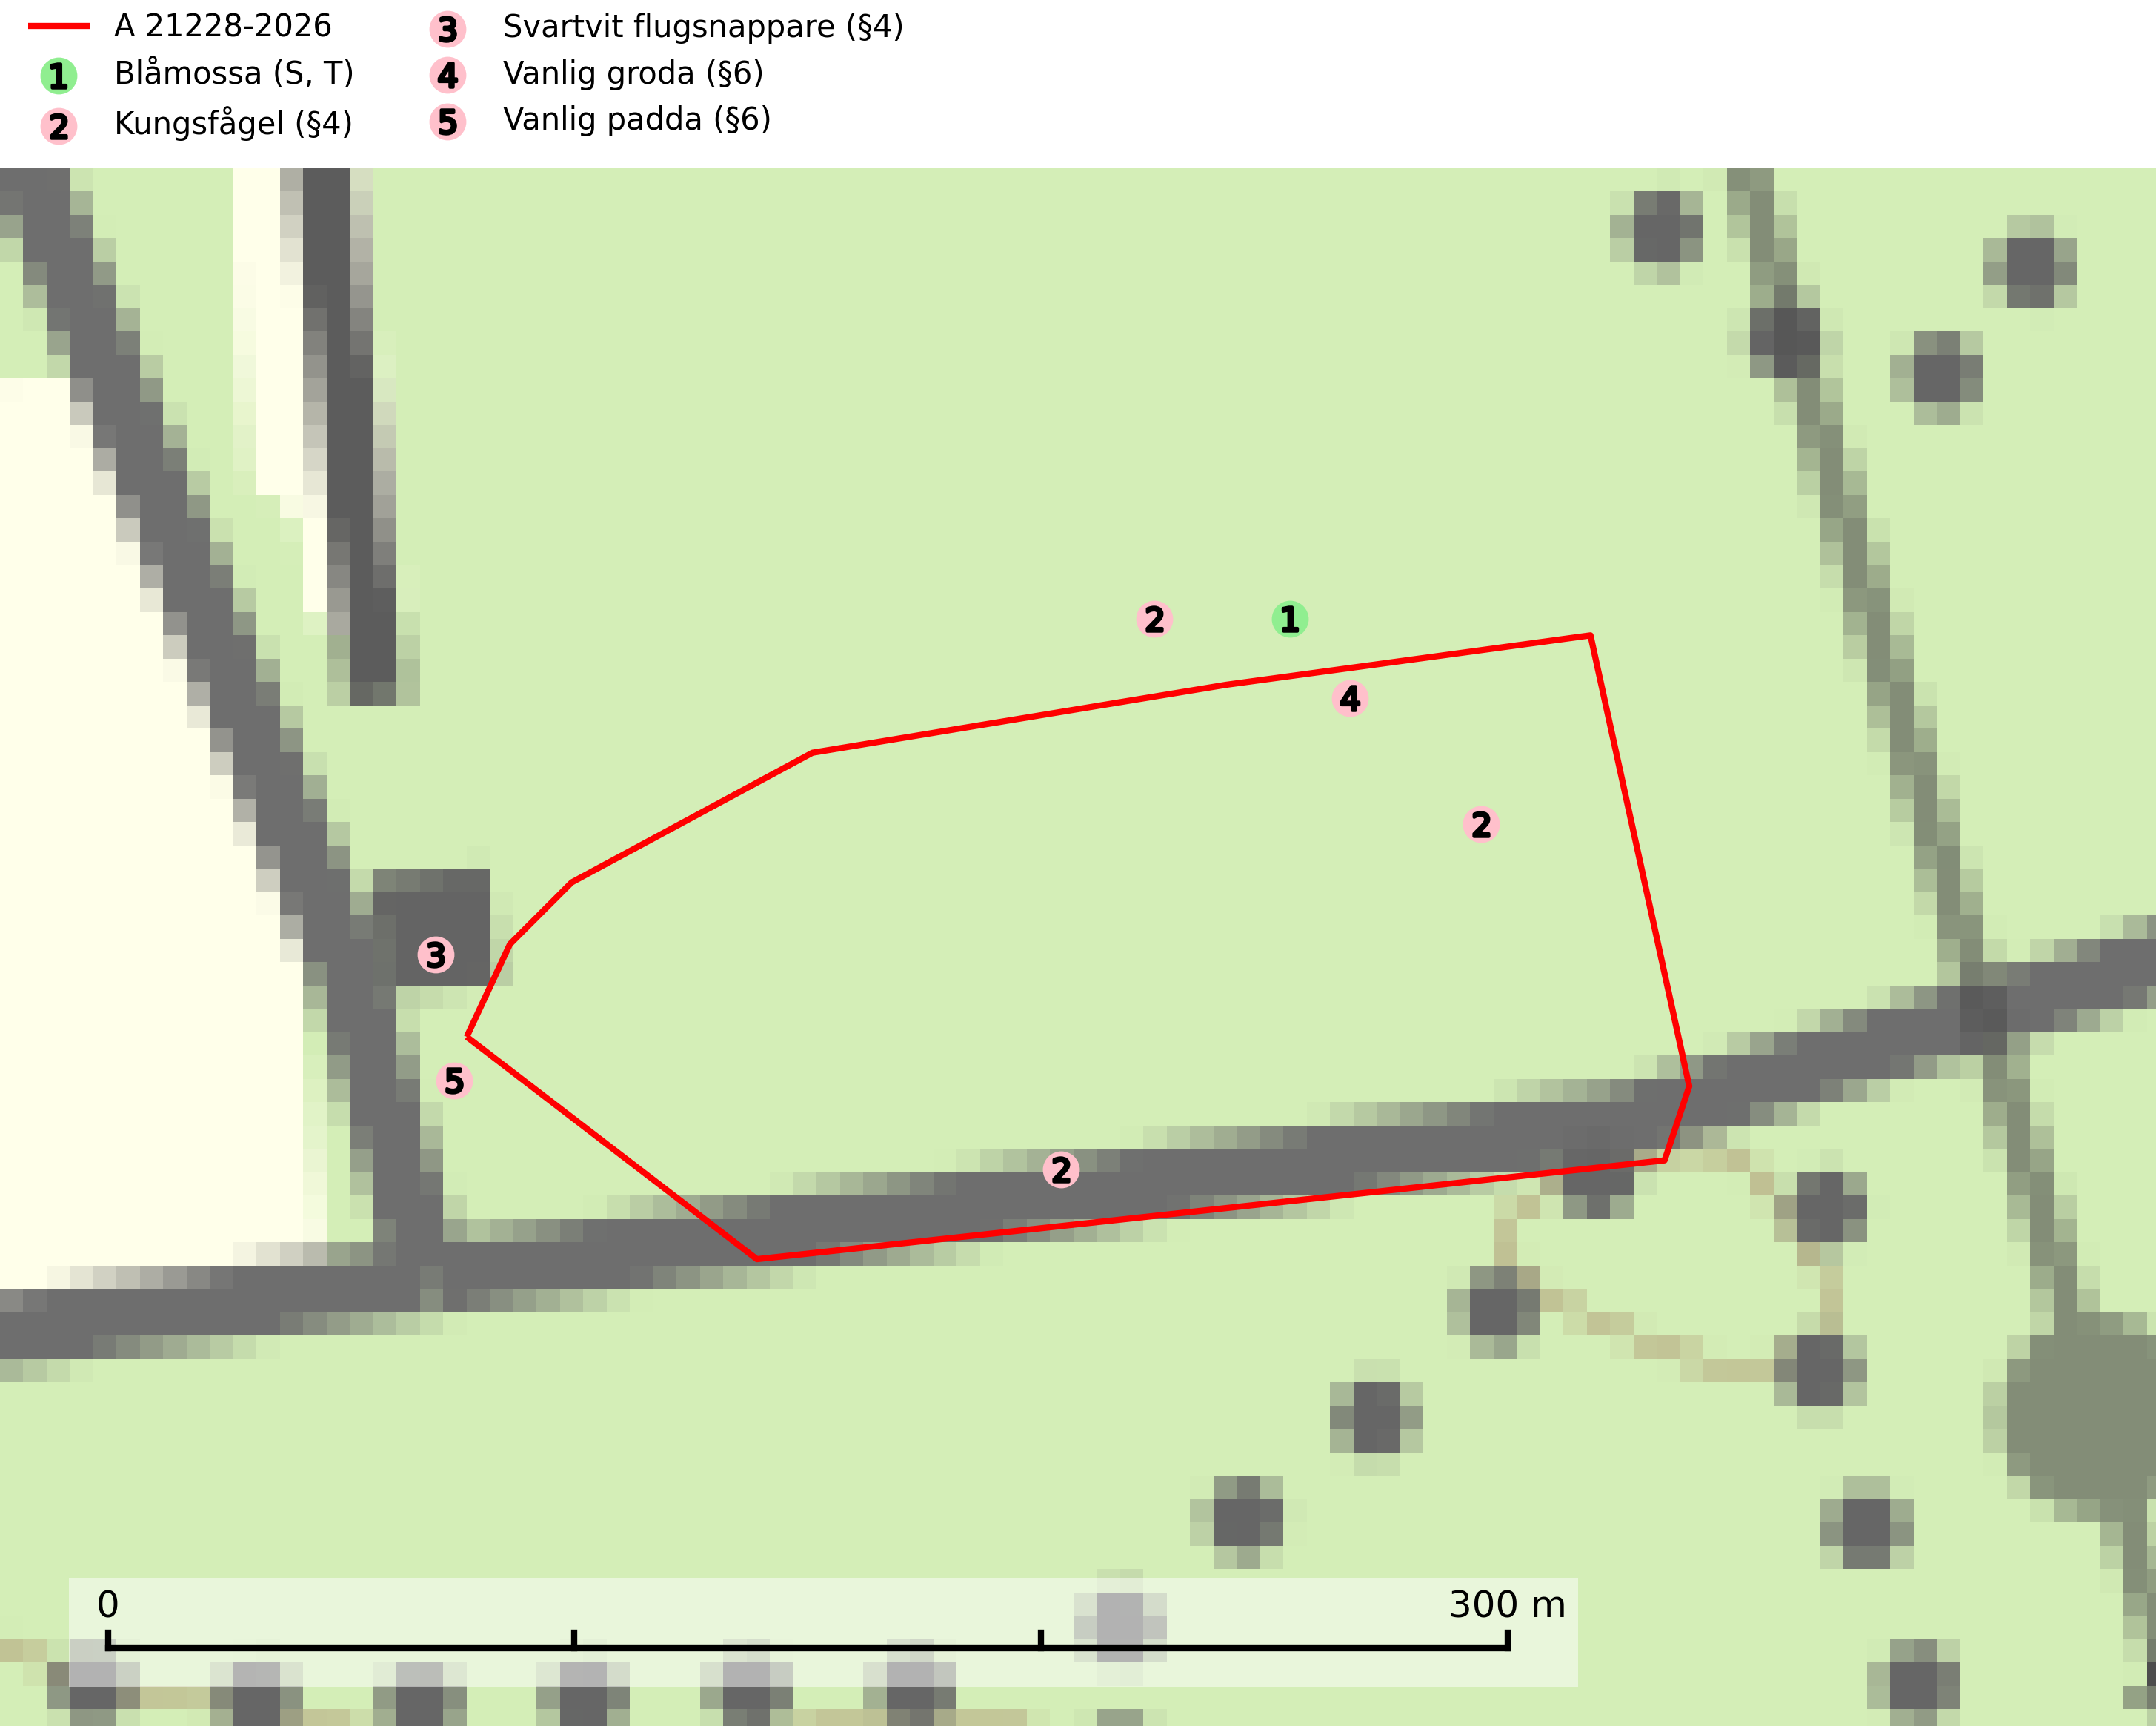 A 21228-2026
1 Blåmossa (S, T)
2 Kungsfågel (§4)
3 Svartvit flugsnappare (§4)
4 Vanlig groda (§6)
5 Vanlig padda (§6)
2
1
4
2
3
5
2
0
300 m